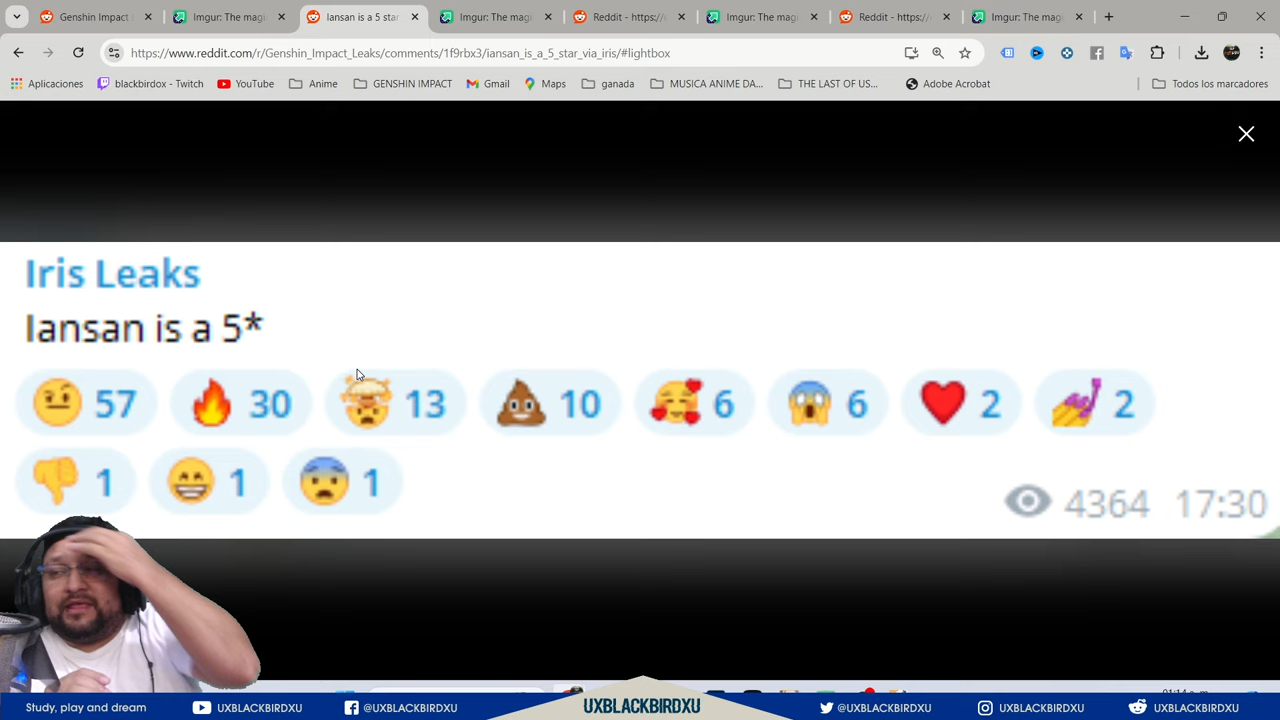 Genshin Impact
Imgur: The mag
Iansan is a 5 star
Imgur: The mag
Reddit - https://
Imgur: The mag
Reddit - https://
Imgur: The mag
https://www.reddit.com/r/Genshin_Impact_Leaks/comments/1f9rbx3/iansan_is_a_5_star_via_iris/#lightbox
Aplicaciones
blackbirdox - Twitch
YouTube
Anime
GENSHIN IMPACT
Gmail
Maps
ganada
MUSICA ANIME DA...
THE LAST OF US...
Adobe Acrobat
Todos los marcadores
Iris Leaks
Iansan is a 5*
57 30 13 10 6 6 2 2
1 1 1
4364 17:30
Study, play and dream
UXBLACKBIRDXU
@UXBLACKBIRDXU
UXBLACKBIRDXU
@UXBLACKBIRDXU
UXBLACKBIRDXU
UXBLACKBIRDXU